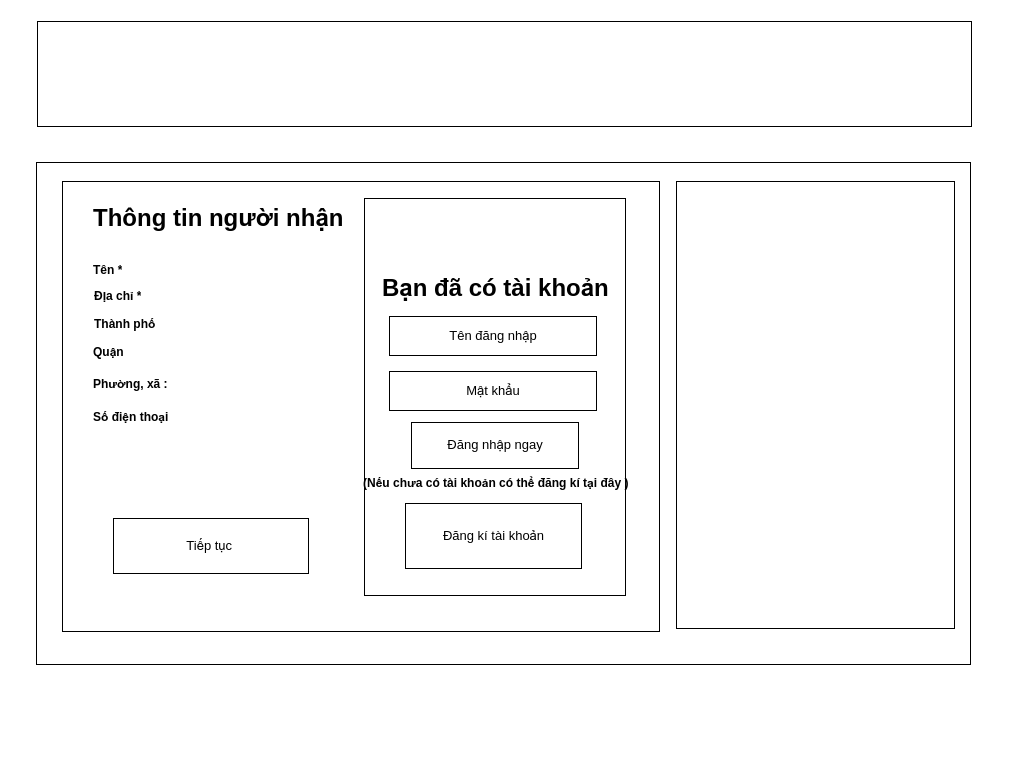 Thông tin người nhận
Tên *
Địa chỉ *
Thành phố
Quận
Phường, xã :
Số điện thoại
Tiếp tục
Bạn đã có tài khoản
Tên đăng nhập
Mật khẩu
Đăng nhập ngay
(Nếu chưa có tài khoản có thể đăng kí tại đây )
Đăng kí tài khoản